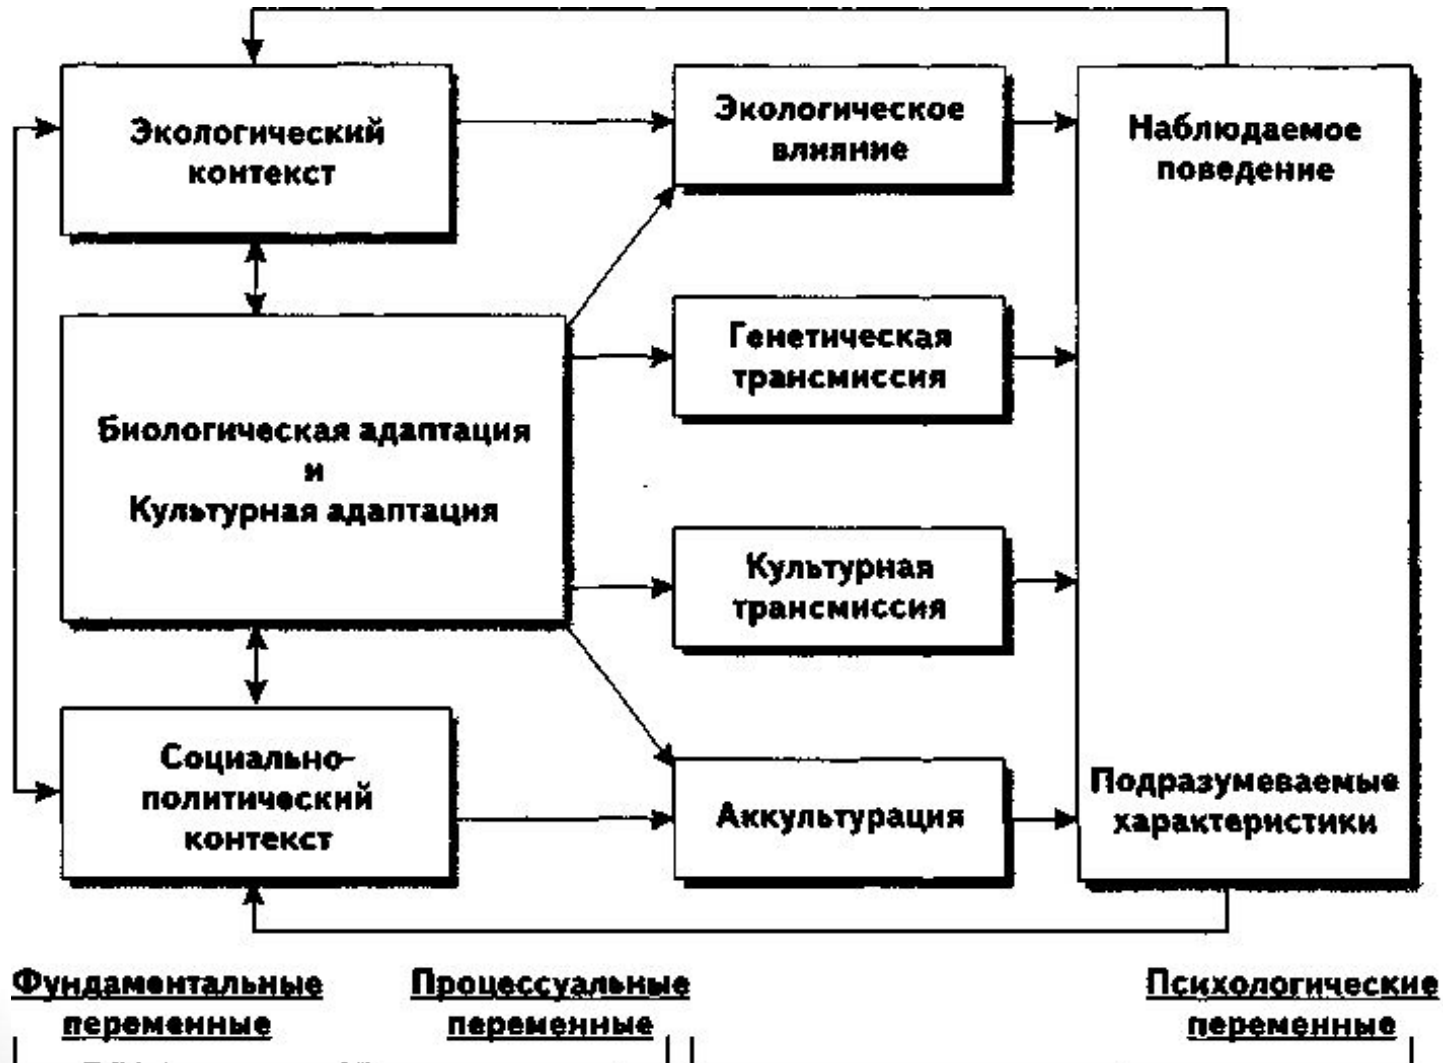 Экологический
контекст
Экологическое
влияние
Наблюдаемое
поведение
Генетическая
трансмиссия
Биологическая адаптация
и
Культурная адаптация
Культурная
трансмиссия
Социально-
политический
контекст
Аккультурация
Подразумеваемые
характеристики
Фундаментальные
переменные
Процессуальные
переменные
Психологические
переменные